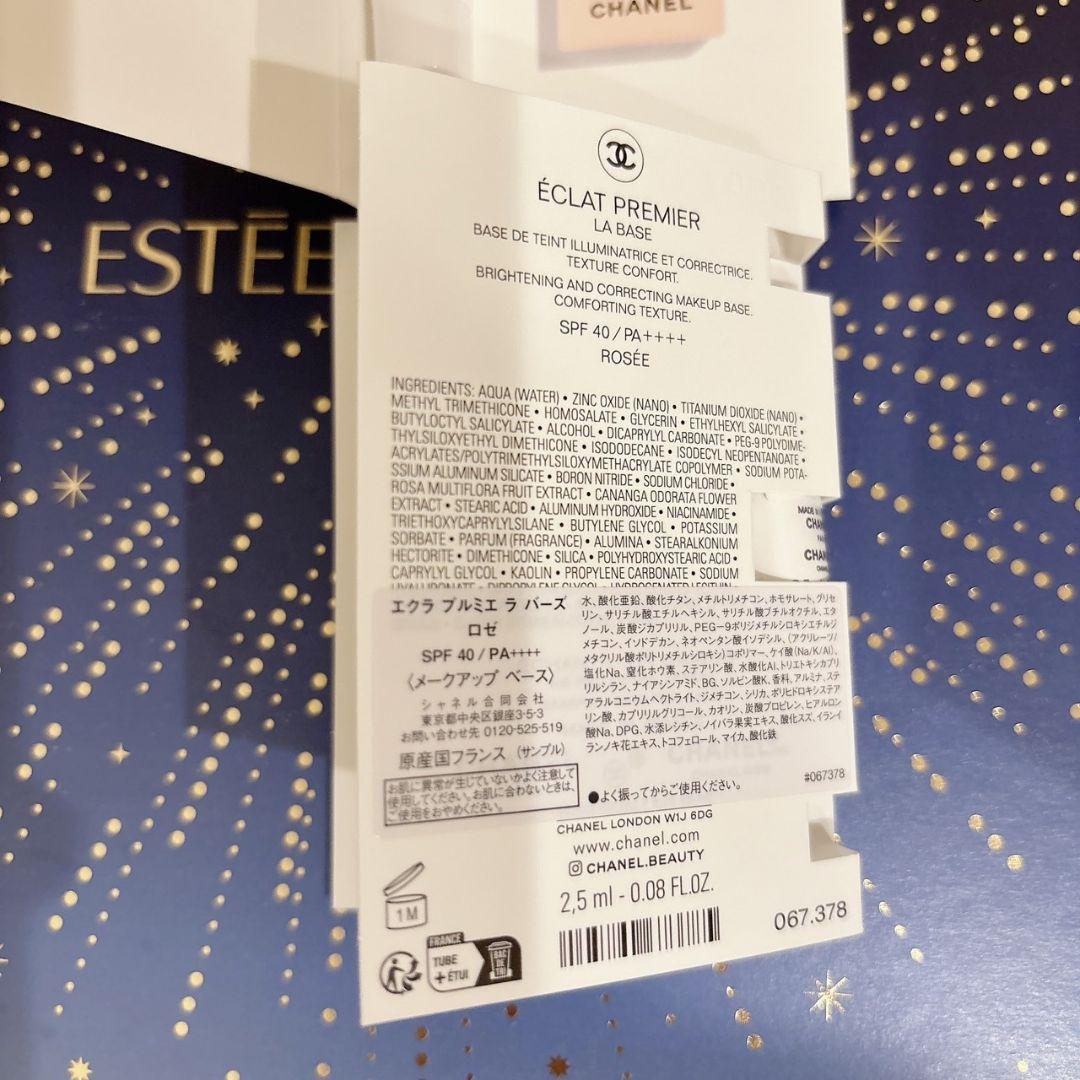 CHANEL
ESTĒE
ÉCLAT PREMIER
LA BASE
BASE DE TEINT ILLUMINATRICE ET CORRECTRICE.
TEXTURE CONFORT.
BRIGHTENING AND CORRECTING MAKEUP BASE.
COMFORTING TEXTURE.
SPF 40 / PA++++
ROSÉE
INGREDIENTS: AQUA (WATER) • ZINC OXIDE (NANO) • TITANIUM DIOXIDE (NANO) •
METHYL TRIMETHICONE • HOMOSALATE • GLYCERIN • ETHYLHEXYL SALICYLATE •
BUTYLOCTYL SALICYLATE • ALCOHOL • DICAPRYLYL CARBONATE • PEG-9 POLYDIME-
THYLSILOXYETHYL DIMETHICONE • ISODODECANE • ISODECYL NEOPENTANOATE •
ACRYLATES/POLYTRIMETHYLSILOXYMETHACRYLATE COPOLYMER • SODIUM POTA-
SSIUM ALUMINUM SILICATE • BORON NITRIDE • SODIUM CHLORIDE •
ROSA MULTIFLORA FRUIT EXTRACT • CANANGA ODORATA FLOWER
EXTRACT • STEARIC ACID • ALUMINUM HYDROXIDE • NIACINAMIDE •
TRIETHOXYCAPRYLYLSILANE • BUTYLENE GLYCOL • POTASSIUM
SORBATE • PARFUM (FRAGRANCE) • ALUMINA • STEARALKONIUM
HECTORITE • DIMETHICONE • SILICA • POLYHYDROXYSTEARIC ACID •
CAPRYLYL GLYCOL • KAOLIN • PROPYLENE CARBONATE • SODIUM
MADE IN
エクラ プルミエ ラ バーズ
ロゼ
SPF 40/PA++++
〈メークアップ ベース〉
シャネル合同会社
東京都中央区銀座3-5-3
お問い合わせ先 0120-525-519
原産国フランス (サンプル)
お肌に異常が生じていないかよく注意して
使用してください。お肌に合わないときは、
ご使用をおやめください。
水、酸化亜鉛、酸化チタン、メチルトリメチコン、ホモサレート、グリセ
リン、サリチル酸エチルヘキシル、サリチル酸ブチルオクチル、エタ
ノール、炭酸ジカプリリル、PEG-9ポリジメチルシロキシエチルジ
メチコン、イソドデカン、ネオペンタン酸イソデシル、(アクリレーツ/
メタクリル酸ポリトリメチルシロキシ)コポリマー、ケイ酸(Na/K/Al)、
塩化Na、窒化ホウ素、ステアリン酸、水酸化Al、トリエトキシカプリ
リルシラン、ナイアシンアミド、BG、ソルビン酸K、香料、アルミナ、ステ
アラルコニウムヘクトライト、ジメチコン、シリカ、ポリヒドロキシステア
リン酸、カプリリルグリコール、カオリン、炭酸プロピレン、ヒアルロン
酸Na、DPG、水添レシチン、ノイバラ果実エキス、酸化スズ、イランイ
ランノキ花エキス、トコフェロール、マイカ、酸化鉄
#067378
●よく振ってからご使用ください。
CHANEL LONDON W1J 6DG
www.chanel.com
CHANEL.BEAUTY
2,5 ml - 0.08 FL.OZ.
067.378
1M
FRANCE
TUBE
+ ÉTUI
BAC
DE
TRI